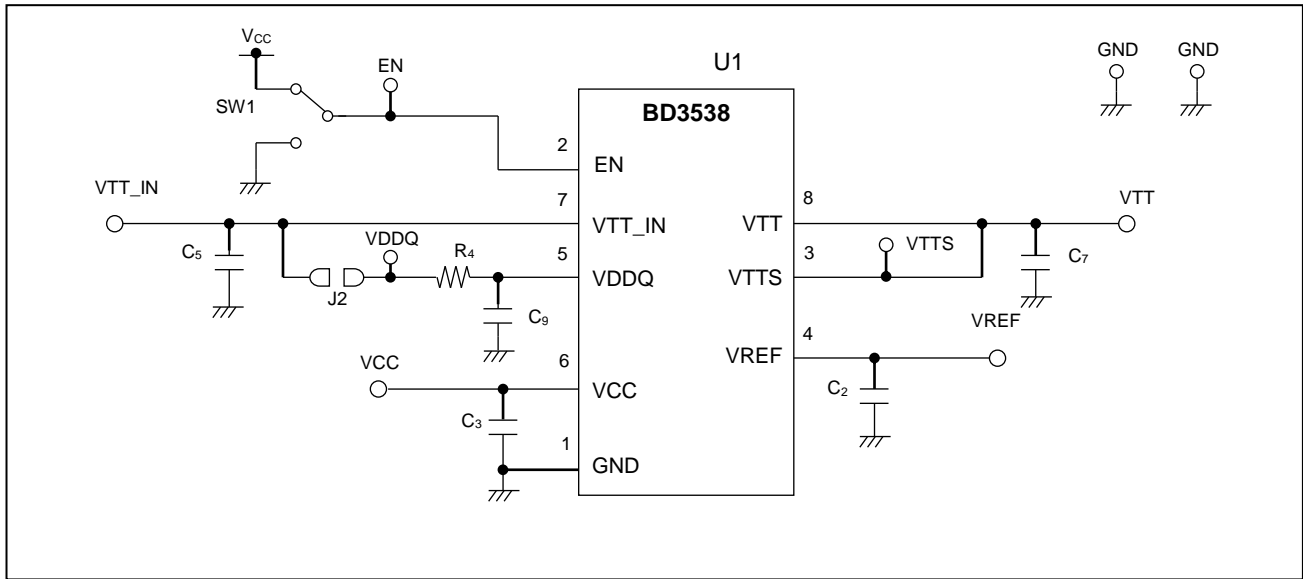 VCC
EN
SW1
U1
GND GND
BD3538
2
EN
VTT_IN
7
VTT_IN
C5
VDDQ
R4
5
VDDQ
J2
C9
VCC
6
VCC
C3
1
GND
8
VTT
VTT
3
VTTS
VTTS
C7
4
VREF
VREF
C2